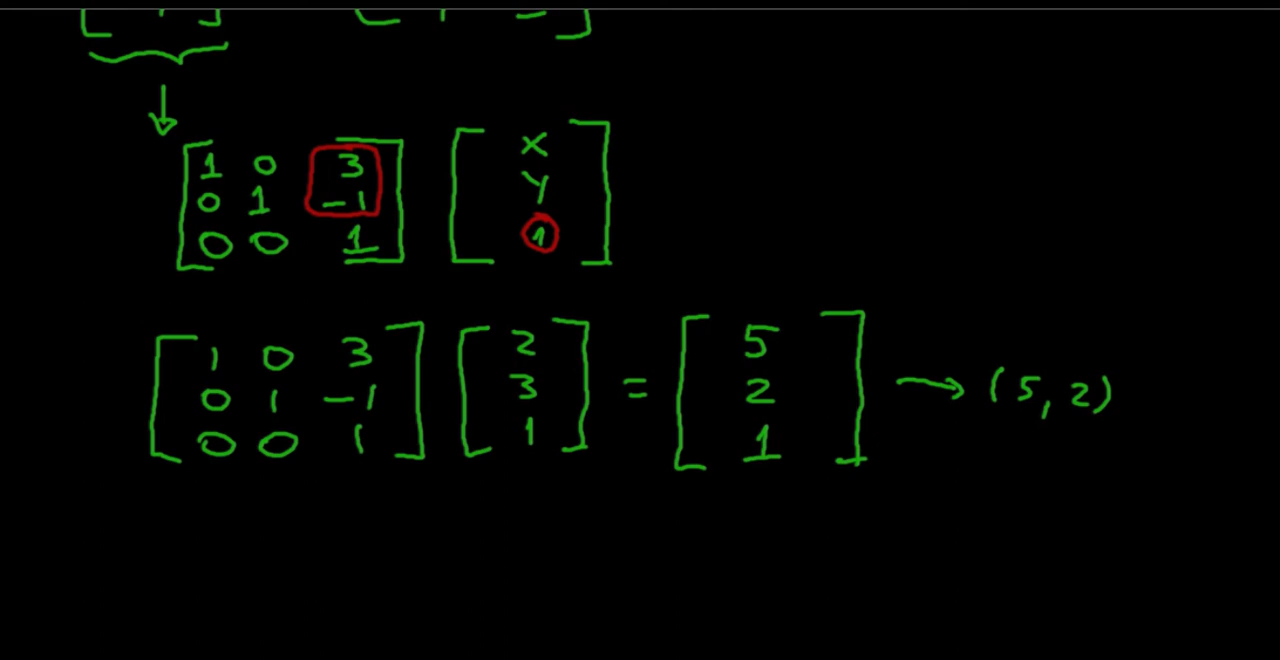 [1 0 3] [x]
[0 1 -1] [y]
[0 0 1] [1]
[1 0 3] [2] = [5] → (5, 2)
[0 1 -1] [3] [2]
[0 0 1] [1] [1]